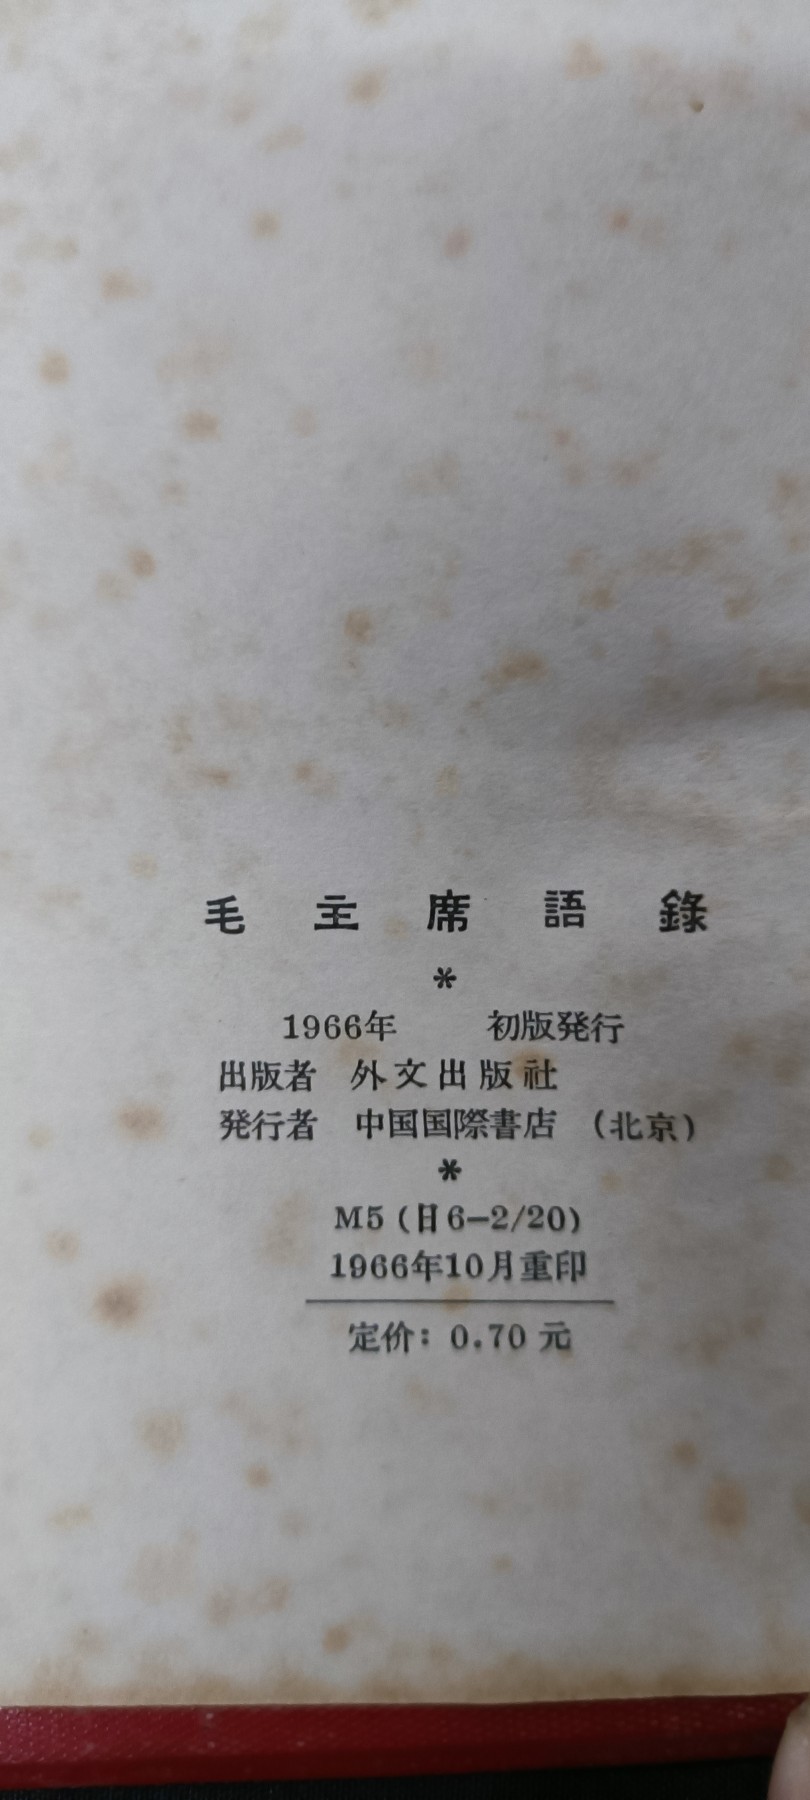 毛主席語錄
*
1966年 初版発行
出版者 外文出版社
発行者 中国国際書店 (北京)
*
M5 (日6-2/20)
1966年10月重印
定价: 0.70 元